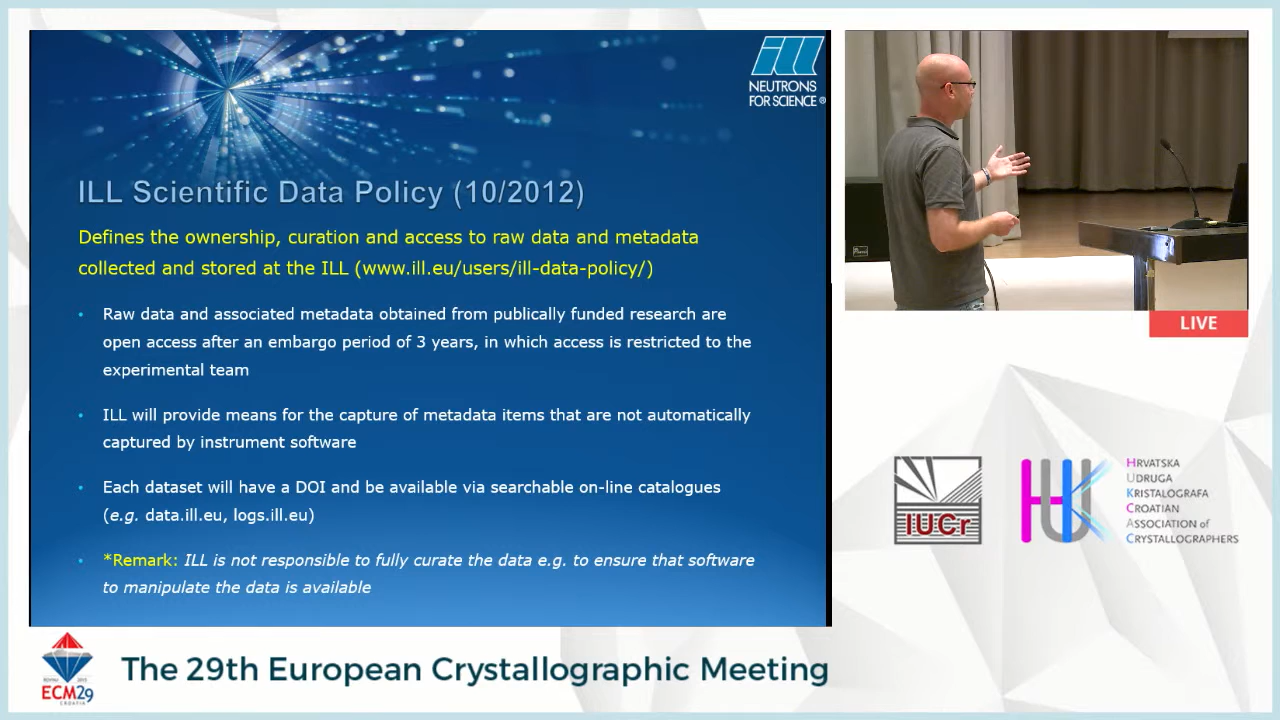 ill
NEUTRONS
FOR SCIENCE®
ILL Scientific Data Policy (10/2012)
Defines the ownership, curation and access to raw data and metadata
collected and stored at the ILL (www.ill.eu/users/ill-data-policy/)
• Raw data and associated metadata obtained from publically funded research are
open access after an embargo period of 3 years, in which access is restricted to the
experimental team
• ILL will provide means for the capture of metadata items that are not automatically
captured by instrument software
• Each dataset will have a DOI and be available via searchable on-line catalogues
(e.g. data.ill.eu, logs.ill.eu)
• *Remark: ILL is not responsible to fully curate the data e.g. to ensure that software
to manipulate the data is available
LIVE
IUCr
HUK
HRVATSKA
UDRUGA
KRISTALOGRAFA
CROATIAN
ASSOCIATION of
CRYSTALLOGRAPHERS
ECM29
CROATIA
The 29th European Crystallographic Meeting